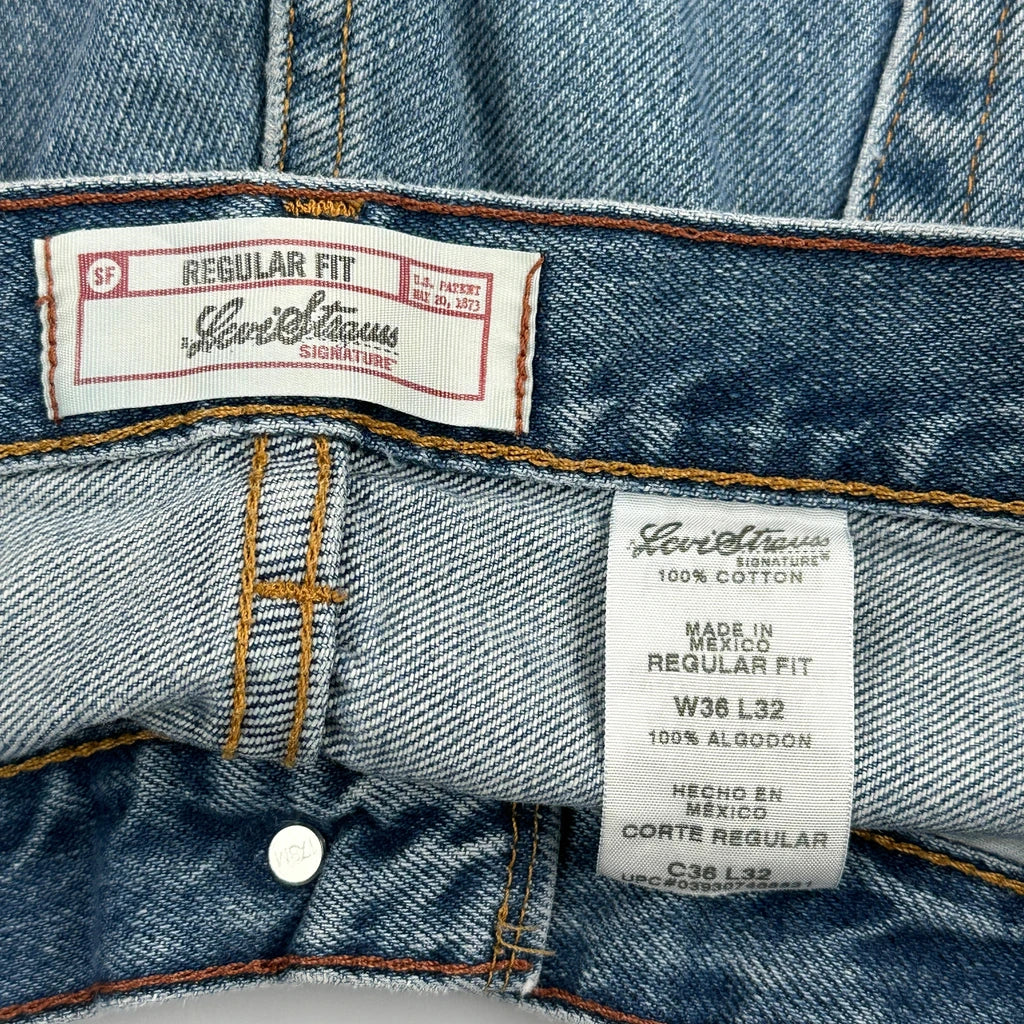 SF
REGULAR FIT
U.S. PATENT
MAY 20, 1873
Levi Strauss
SIGNATURE
Levi Strauss
SIGNATURE
100% COTTON
MADE IN
MEXICO
REGULAR FIT
W36 L32
100% ALGODON
HECHO EN
MÉXICO
CORTE REGULAR
C36 L32